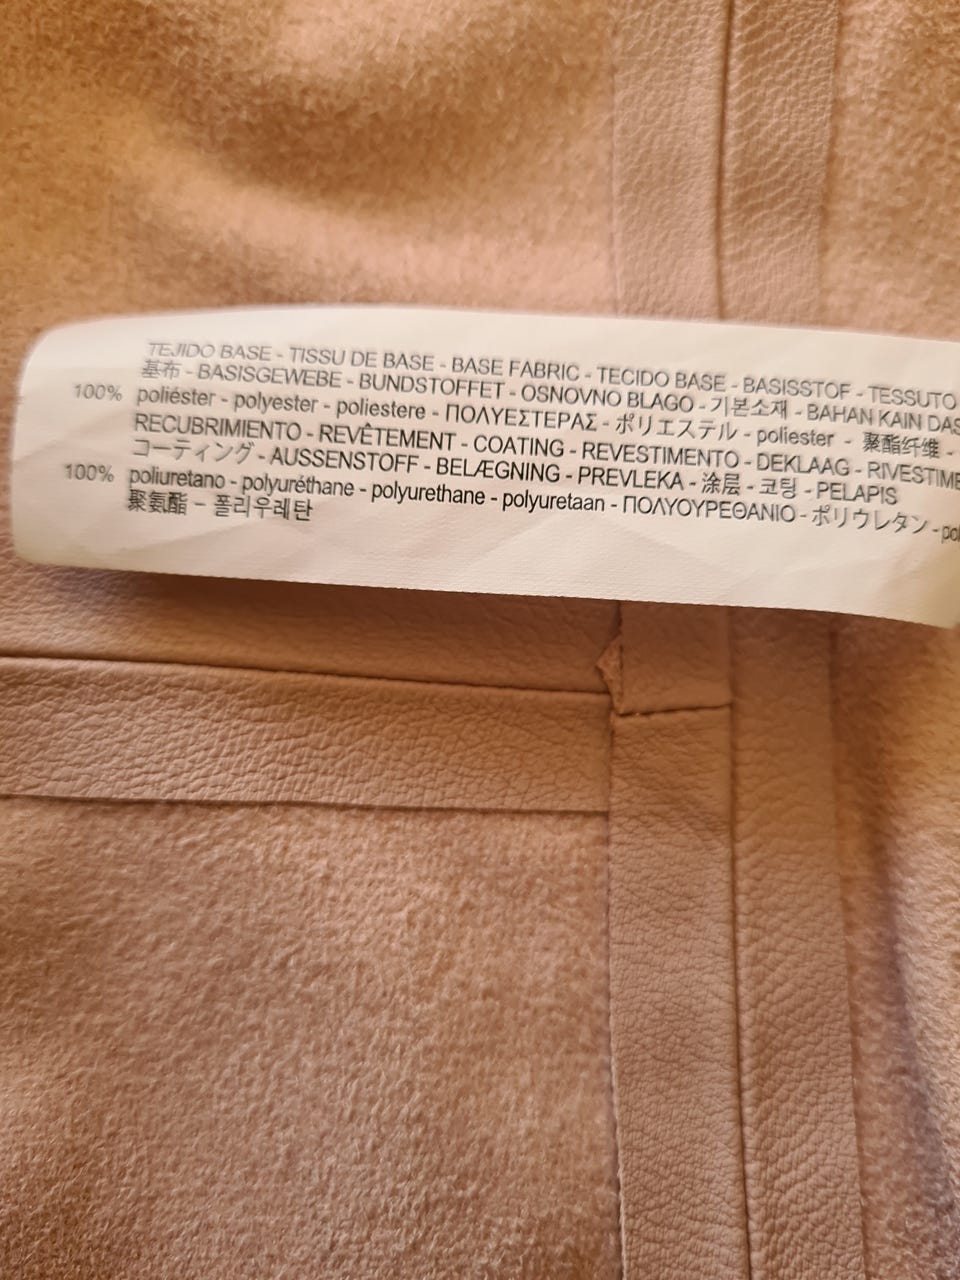 TEJIDO BASE - TISSU DE BASE - BASE FABRIC - TECIDO BASE - BASISSTOF - TESSUTO
基布 - BASISGEWEBE - BUNDSTOFFET - OSNOVNO BLAGO - 기본소재 - BAHAN KAIN DAS
100% poliéster - polyester - poliestere - ΠΟΛΥΕΣΤΕΡΑΣ - ポリエステル - poliester - 聚酯纤维 -
RECUBRIMIENTO - REVÊTEMENT - COATING - REVESTIMENTO - DEKLAAG - RIVESTIME
コーティング - AUSSENSTOFF - BELÆGNING - PREVLEKA - 涂层 - 코팅 - PELAPIS
100% poliuretano - polyuréthane - polyurethane - polyuretaan - ΠΟΛΥΟΥΡΕΘΑΝΙΟ - ポリウレタン - pol
聚氨酯 - 폴리우레탄